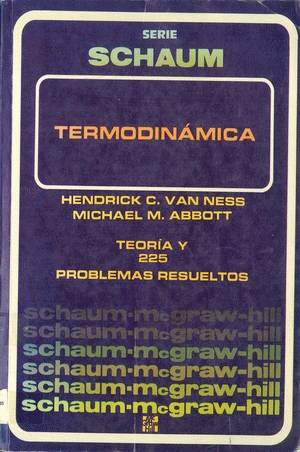 SERIE
SCHAUM
TERMODINÁMICA
HENDRICK C. VAN NESS
MICHAEL M. ABBOTT
TEORÍA Y
225
PROBLEMAS RESUELTOS
schaum-mcgraw-hill
schaum-mcgraw-hill
schaum-mcgraw-hill
schaum-mcgraw-hill
schaum-mcgraw-hill
schaum-mcgraw-hill